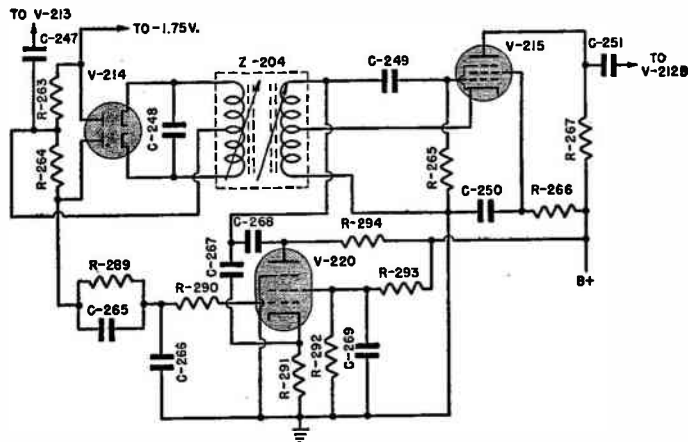 TO V-213
C-247
TO-1.75V.
V-214
R-263
R-264
C-248
Z-204
C-249
V-215
C-251
TO
V-212B
R-267
R-265
C-250
R-266
B+
C-268
R-294
C-267
V-220
R-293
R-289
C-265
R-290
C-266
R-291
R-292
C-269